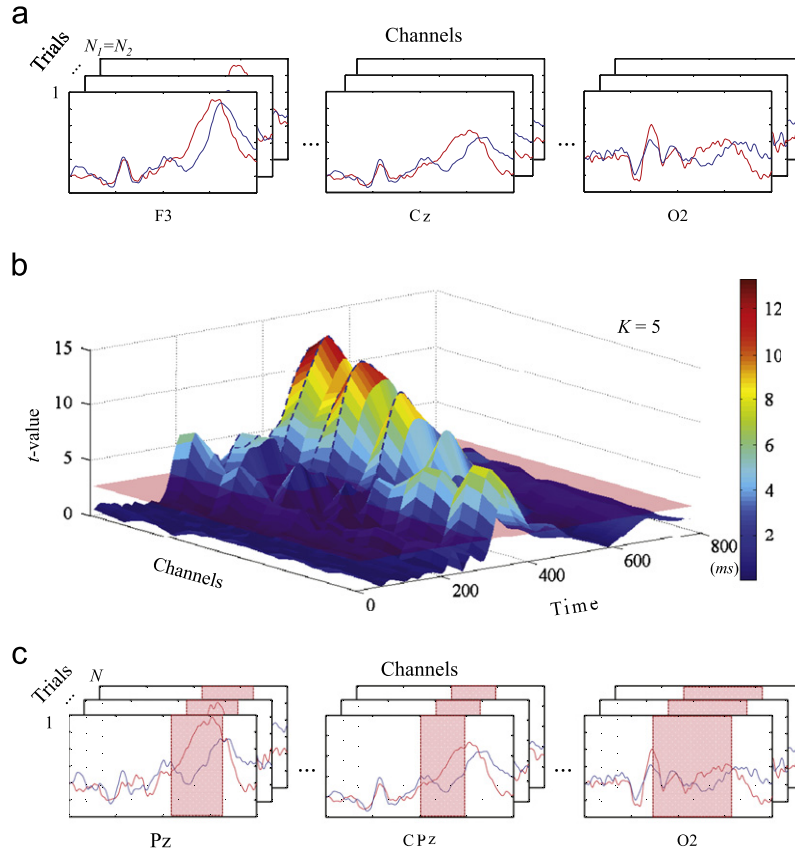 a
Trials
... N₁=N₂
Channels
1
...
...
F3
Cz
O2
b
K = 5
t-value
15
10
5
0
Channels
0
200
400
600
800
(ms)
Time
12
10
8
6
4
2
c
Trials
... N
Channels
1
...
...
Pz
CPz
O2